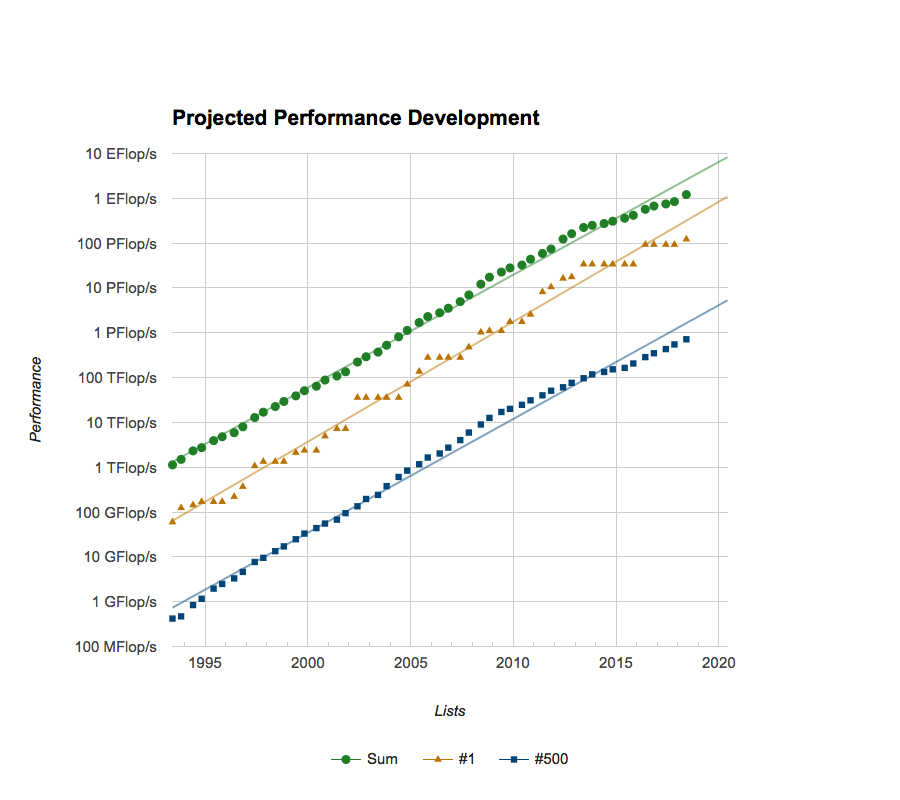 Projected Performance Development
10 EFlop/s
1 EFlop/s
100 PFlop/s
10 PFlop/s
1 PFlop/s
100 TFlop/s
10 TFlop/s
1 TFlop/s
100 GFlop/s
10 GFlop/s
1 GFlop/s
100 MFlop/s
Performance
1995 2000 2005 2010 2015 2020
Lists
Sum #1 #500